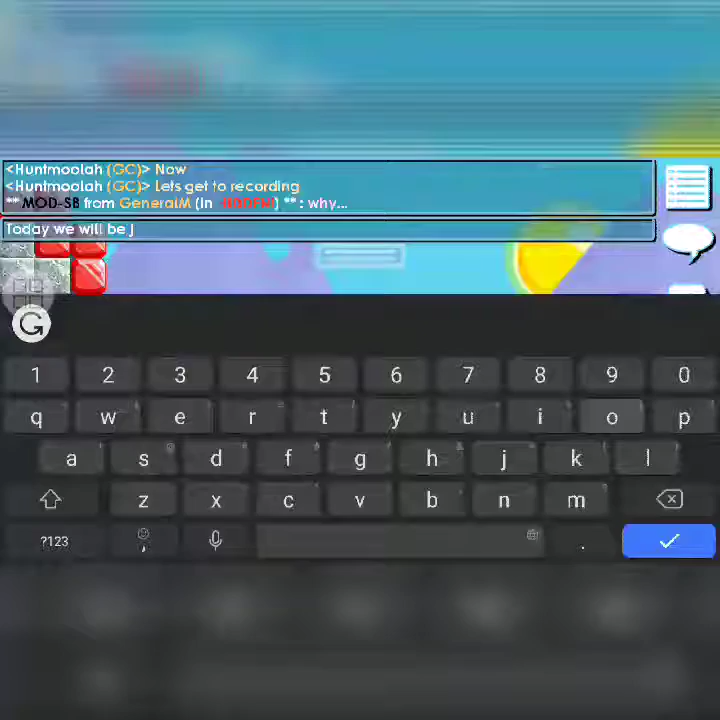 <Huntmoolah (GC)> Now
<Huntmoolah (GC)> Lets get to recording
** MOD-SB from GeneralM (in ) ** : why...
Today we will be j
1 2 3 4 5 6 7 8 9 0
q w e r t y u i o p
a s d f g h j k l
z x c v b n m
?123 , .